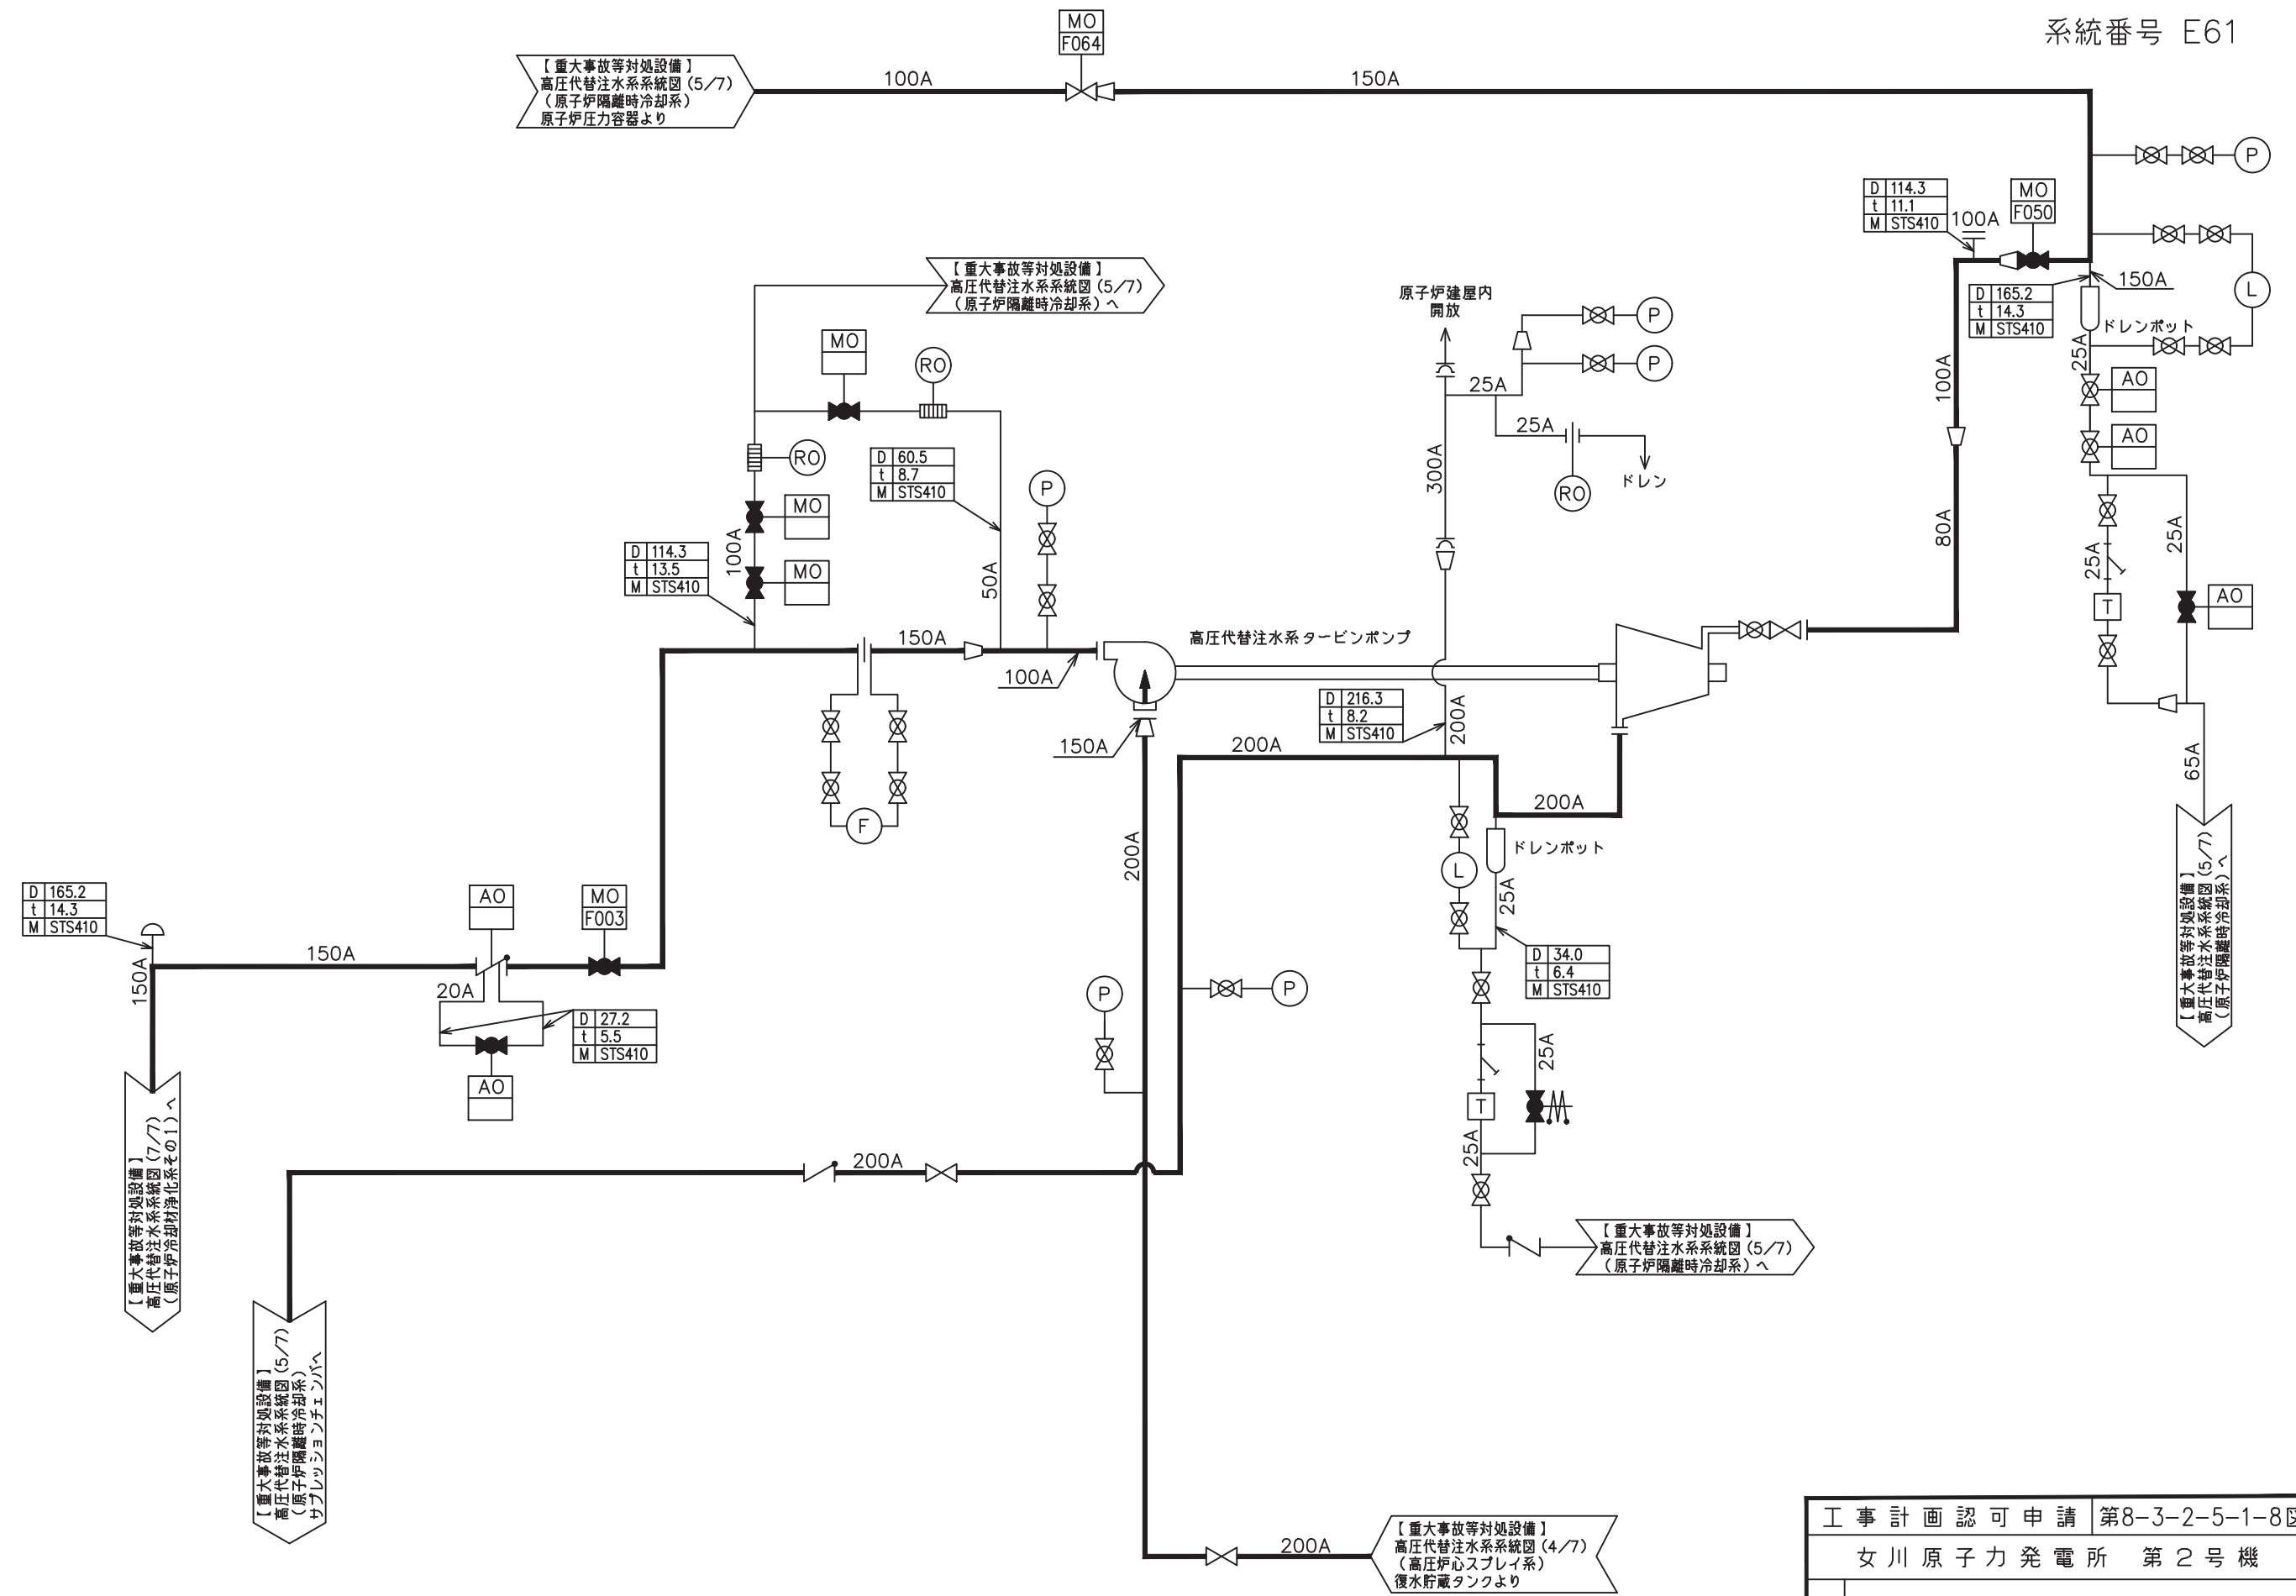 系統番号 E61
MO
F064
【重大事故等対処設備】
高圧代替注水系系統図（5/7）
（原子炉隔離時冷却系）
原子炉圧力容器より
100A
150A
P
D 114.3
t 11.1
M STS410
100A
MO
F050
L
150A
D 165.2
t 14.3
M STS410
ドレンポット
25A
AO
AO
100A
80A
25A
25A
T
AO
65A
【重大事故等対処設備】
高圧代替注水系系統図（5/7）
（原子炉隔離時冷却系）へ
【重大事故等対処設備】
高圧代替注水系系統図（5/7）
（原子炉隔離時冷却系）へ
MO
RO
RO
MO
MO
100A
D 60.5
t 8.7
M STS410
D 114.3
t 13.5
M STS410
50A
P
150A
100A
F
原子炉建屋内
開放
P
P
25A
25A
ドレン
RO
300A
高圧代替注水系タービンポンプ
D 216.3
t 8.2
M STS410
200A
150A
200A
200A
200A
ドレンポット
L
25A
D 34.0
t 6.4
M STS410
P
P
25A
T
25A
【重大事故等対処設備】
高圧代替注水系系統図（5/7）
（原子炉隔離時冷却系）へ
D 165.2
t 14.3
M STS410
150A
150A
AO
MO
F003
20A
D 27.2
t 5.5
M STS410
AO
【重大事故等対処設備】
高圧代替注水系系統図（7/7）
（原子炉冷却材浄化系その1）へ
200A
【重大事故等対処設備】
高圧代替注水系系統図（5/7）
（原子炉隔離時冷却系）
サプレッションチェンバへ
200A
【重大事故等対処設備】
高圧代替注水系系統図（4/7）
（高圧炉心スプレイ系）
復水貯蔵タンクより
工事計画認可申請 第8-3-2-5-1-8図
女川原子力発電所 第2号機